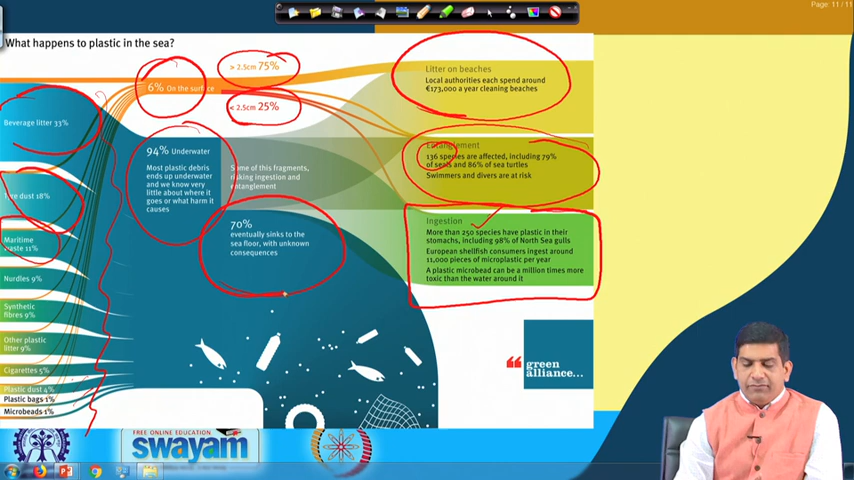 Page: 11 / 11
What happens to plastic in the sea?
> 2.5cm 75%
6% On the surface
< 2.5cm 25%
Litter on beaches
Local authorities each spend around
€173,000 a year cleaning beaches
Beverage litter 33%
94% Underwater
Most plastic debris
ends up underwater
and we know very
little about where it
goes or what harm it
causes
Some of this fragments,
risking ingestion and
entanglement
Entanglement
136 species are affected, including 79%
of seals and 86% of sea turtles
Swimmers and divers are at risk
Tyre dust 18%
70%
eventually sinks to the
sea floor, with unknown
consequences
Ingestion
More than 250 species have plastic in their
stomachs, including 98% of North Sea gulls
European shellfish consumers ingest around
11,000 pieces of microplastic per year
A plastic microbead can be a million times more
toxic than the water around it
Maritime
waste 11%
Nurdles 9%
Synthetic
fibres 9%
Other plastic
litter 9%
Cigarettes 5%
Plastic dust 4%
Plastic bags 1%
Microbeads 1%
green
alliance...
FREE ONLINE EDUCATION
swayam